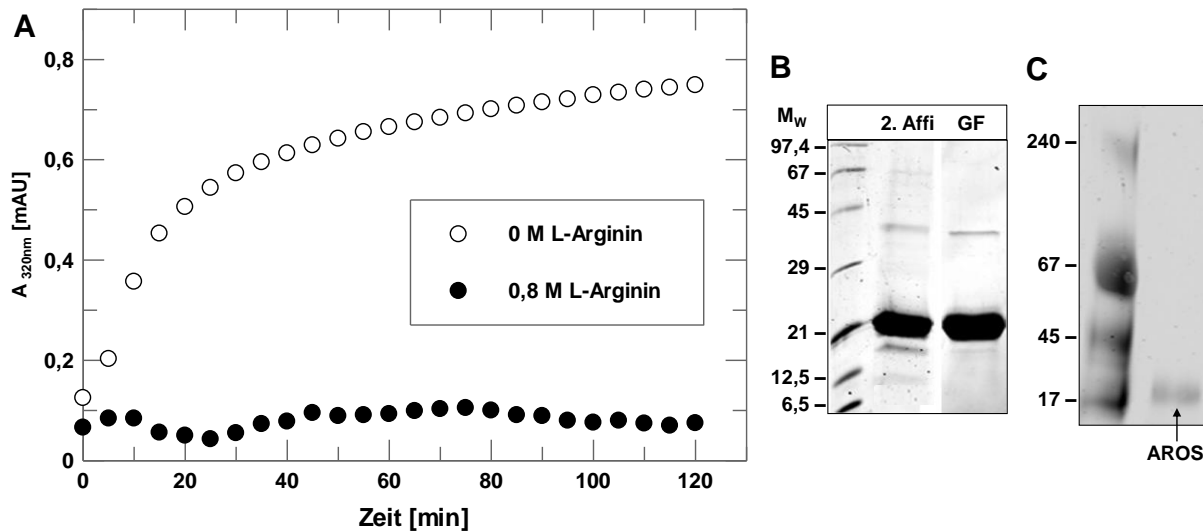 A
A 320nm [mAU]
0,8
0,6
0,4
0,2
0
0 20 40 60 80 100 120
Zeit [min]
0 M L-Arginin
0,8 M L-Arginin
B
MW 2. Affi GF
97,4
67
45
29
21
12,5
6,5
C
240
67
45
17
AROS